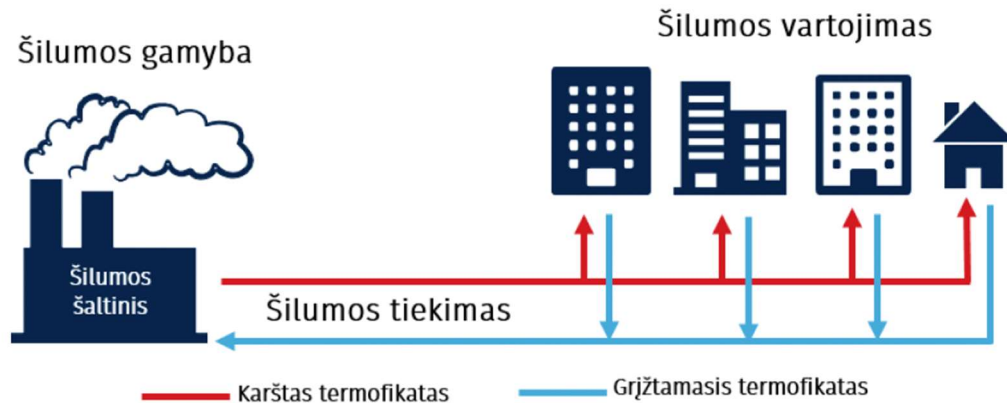 Šilumos gamyba
Šilumos vartojimas
Šilumos
šaltinis
Šilumos tiekimas
Karštas termofikatas
Grįžtamasis termofikatas